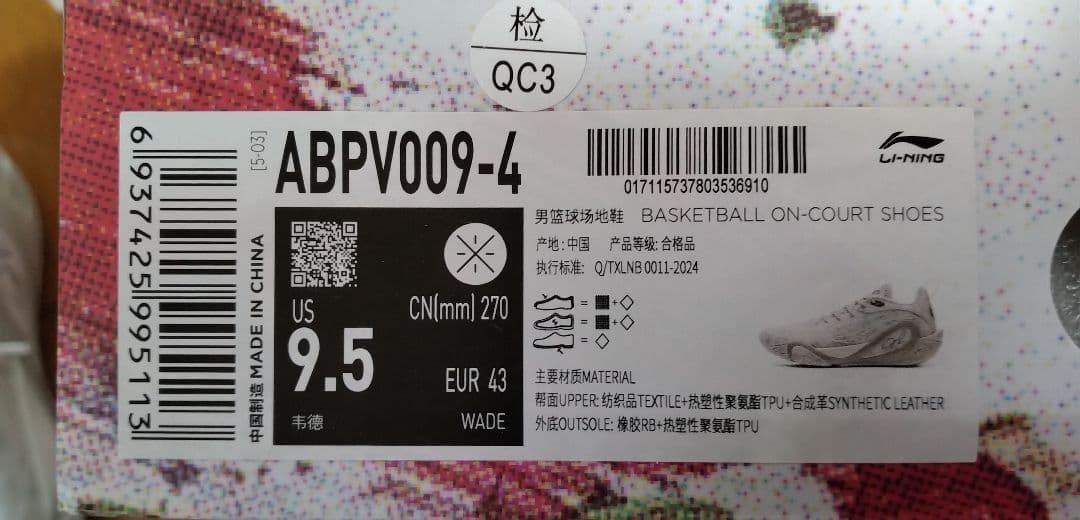 检
QC3
6 937425 995113
[5-03]
中国制造 MADE IN CHINA
ABPV009-4
017115737803536910
LI-NING
男篮球场地鞋 BASKETBALL ON-COURT SHOES
产地:中国 产品等级:合格品
执行标准: Q/TXLNB 0011-2024
US
9.5
CN(mm) 270
EUR 43
韦德
WADE
= + 
= + 
=
主要材质MATERIAL
帮面UPPER: 纺织品TEXTILE+热塑性聚氨酯TPU+合成革SYNTHETIC LEATHER
外底OUTSOLE: 橡胶RB+热塑性聚氨酯TPU